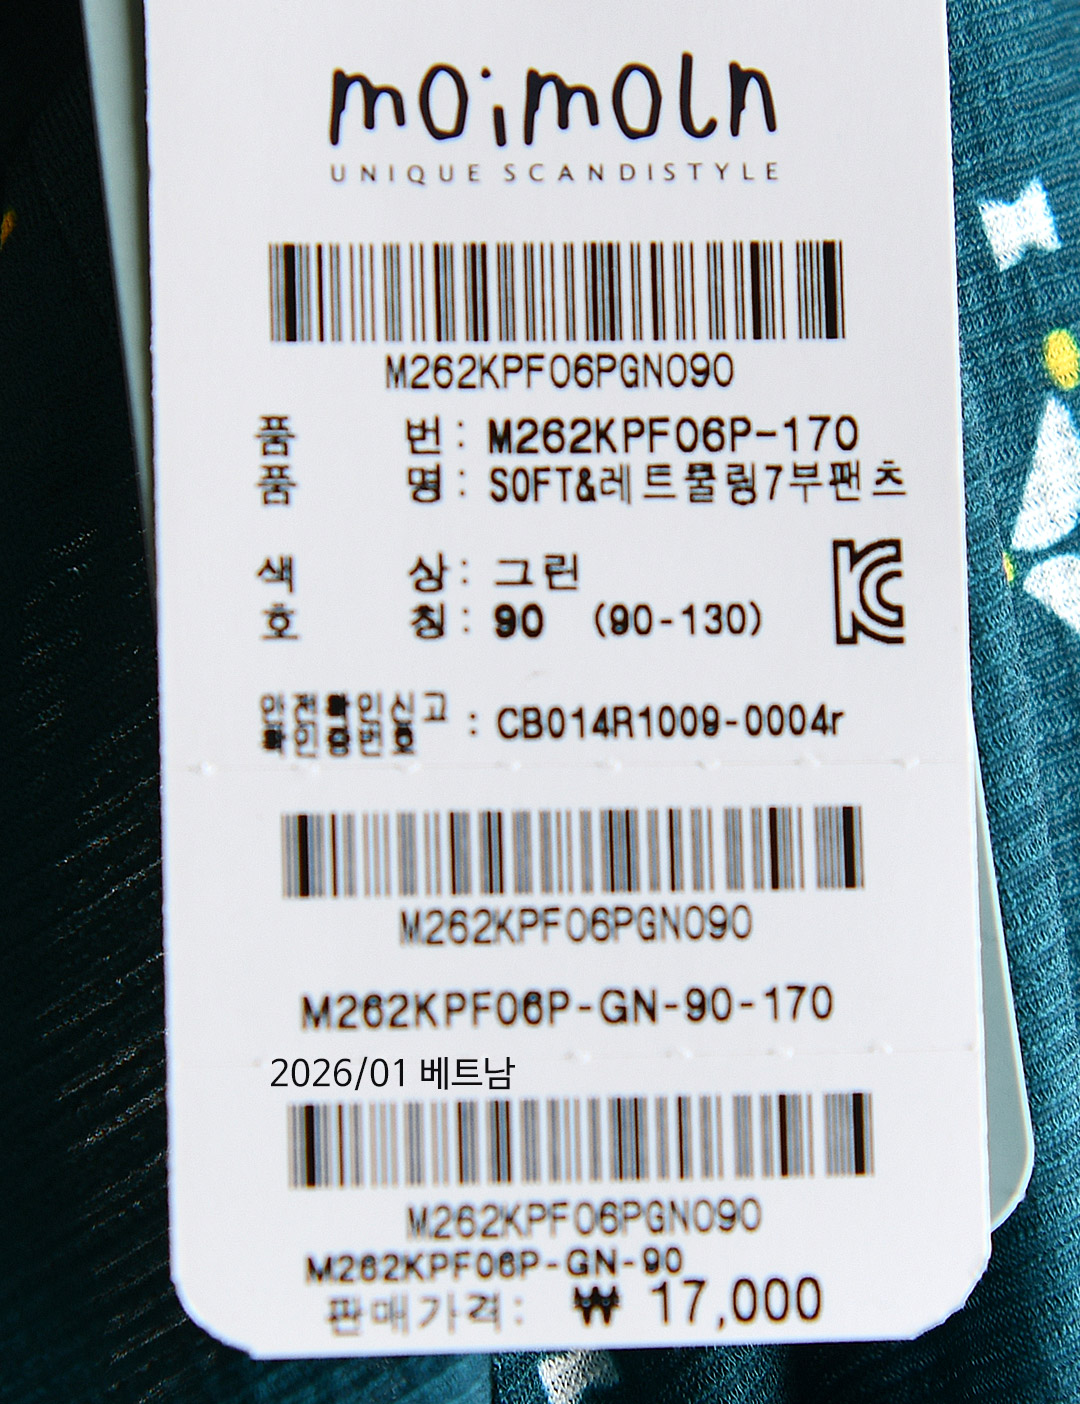 moimoln
UNIQUE SCANDISTYLE
M262KPF06PGN090
품 번 : M262KPF06P-170
품 명 : SOFT&레트물링7부팬츠
색 상 : 그린
호 칭 : 90 (90-130)
안전확인신고
확인증번호 : CB014R1009-0004r
M262KPF06PGN090
M262KPF06P-GN-90-170
2026/01 베트남
M262KPF06PGN090
M262KPF06P-GN-90
판매가격: ₩ 17,000